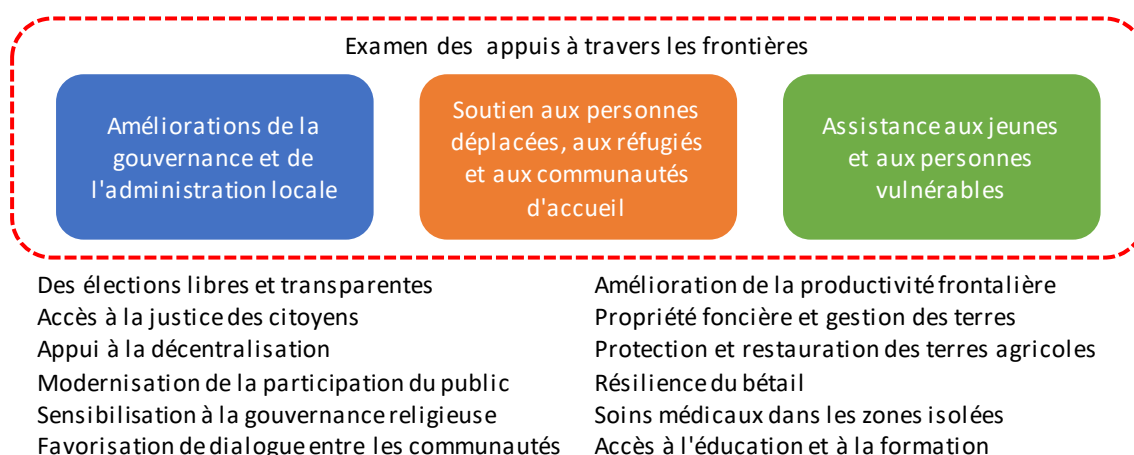 Examen des appuis à travers les frontières
Améliorations de la
gouvernance et de
l'administration locale
Soutien aux personnes
déplacées, aux réfugiés
et aux communautés
d'accueil
Assistance aux jeunes
et aux personnes
vulnérables
Des élections libres et transparentes
Accès à la justice des citoyens
Appui à la décentralisation
Modernisation de la participation du public
Sensibilisation à la gouvernance religieuse
Favorisation de dialogue entre les communautés
Amélioration de la productivité frontalière
Propriété foncière et gestion des terres
Protection et restauration des terres agricoles
Résilience du bétail
Soins médicaux dans les zones isolées
Accès à l'éducation et à la formation